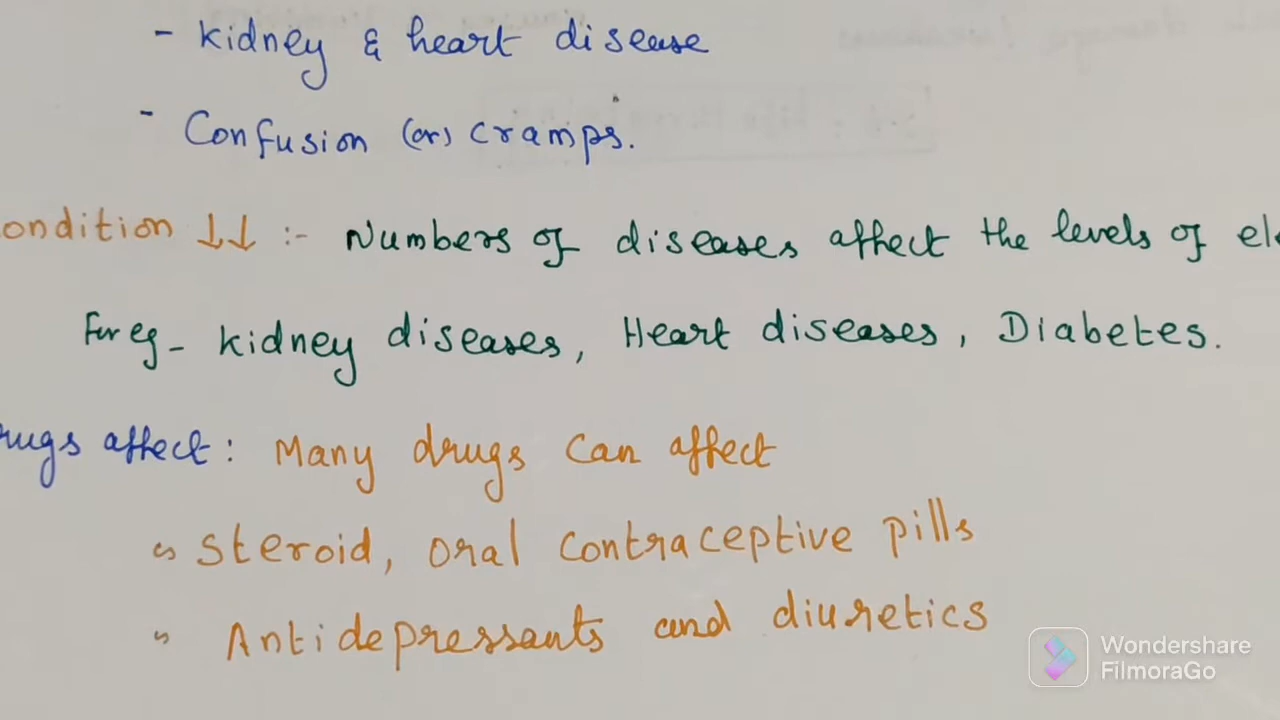 - kidney & heart disease
- Confusion (or) cramps.
ondition ↓↓ :- Numbers of diseases affect the levels of el
For eg - kidney diseases, Heart diseases, Diabetes.
rugs affect: Many drugs can affect
" steroid, oral contraceptive pills
" Antidepressants and diuretics
Wondershare
FilmoraGo